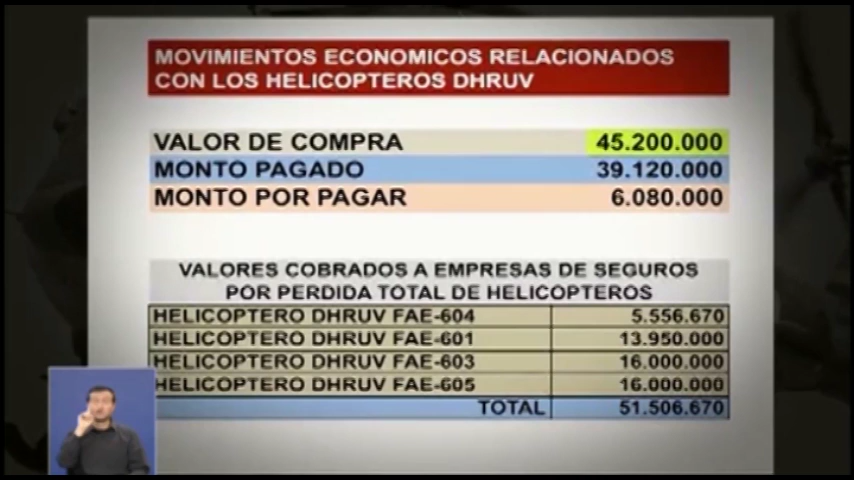 MOVIMIENTOS ECONOMICOS RELACIONADOS
CON LOS HELICOPTEROS DHRUV
VALOR DE COMPRA 45.200.000
MONTO PAGADO 39.120.000
MONTO POR PAGAR 6.080.000
VALORES COBRADOS A EMPRESAS DE SEGUROS
POR PERDIDA TOTAL DE HELICOPTEROS
HELICOPTERO DHRUV FAE-604 5.556.670
HELICOPTERO DHRUV FAE-601 13.950.000
HELICOPTERO DHRUV FAE-603 16.000.000
HELICOPTERO DHRUV FAE-605 16.000.000
TOTAL 51.506.670